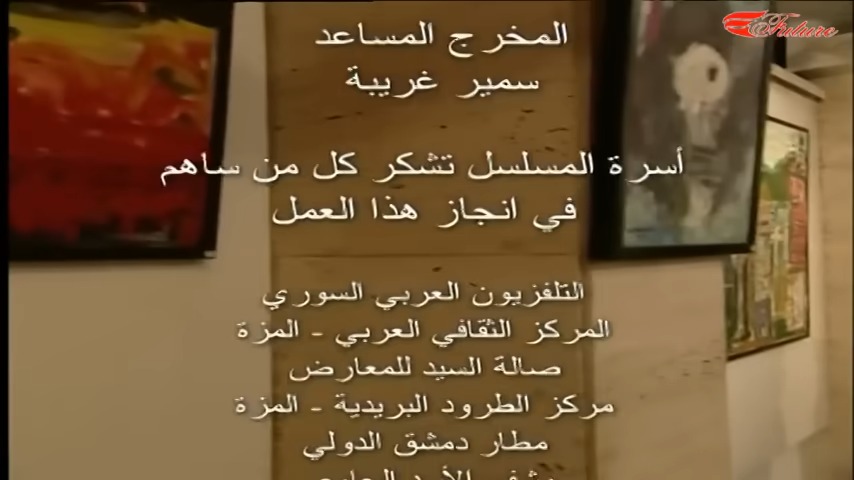 Future
المخرج المساعد
سمير غريبة
أسرة المسلسل تشكر كل من ساهم
في انجاز هذا العمل
التلفزيون العربي السوري
المركز الثقافي العربي - المزة
صالة السيد للمعارض
مركز الطرود البريدية - المزة
مطار دمشق الدولي